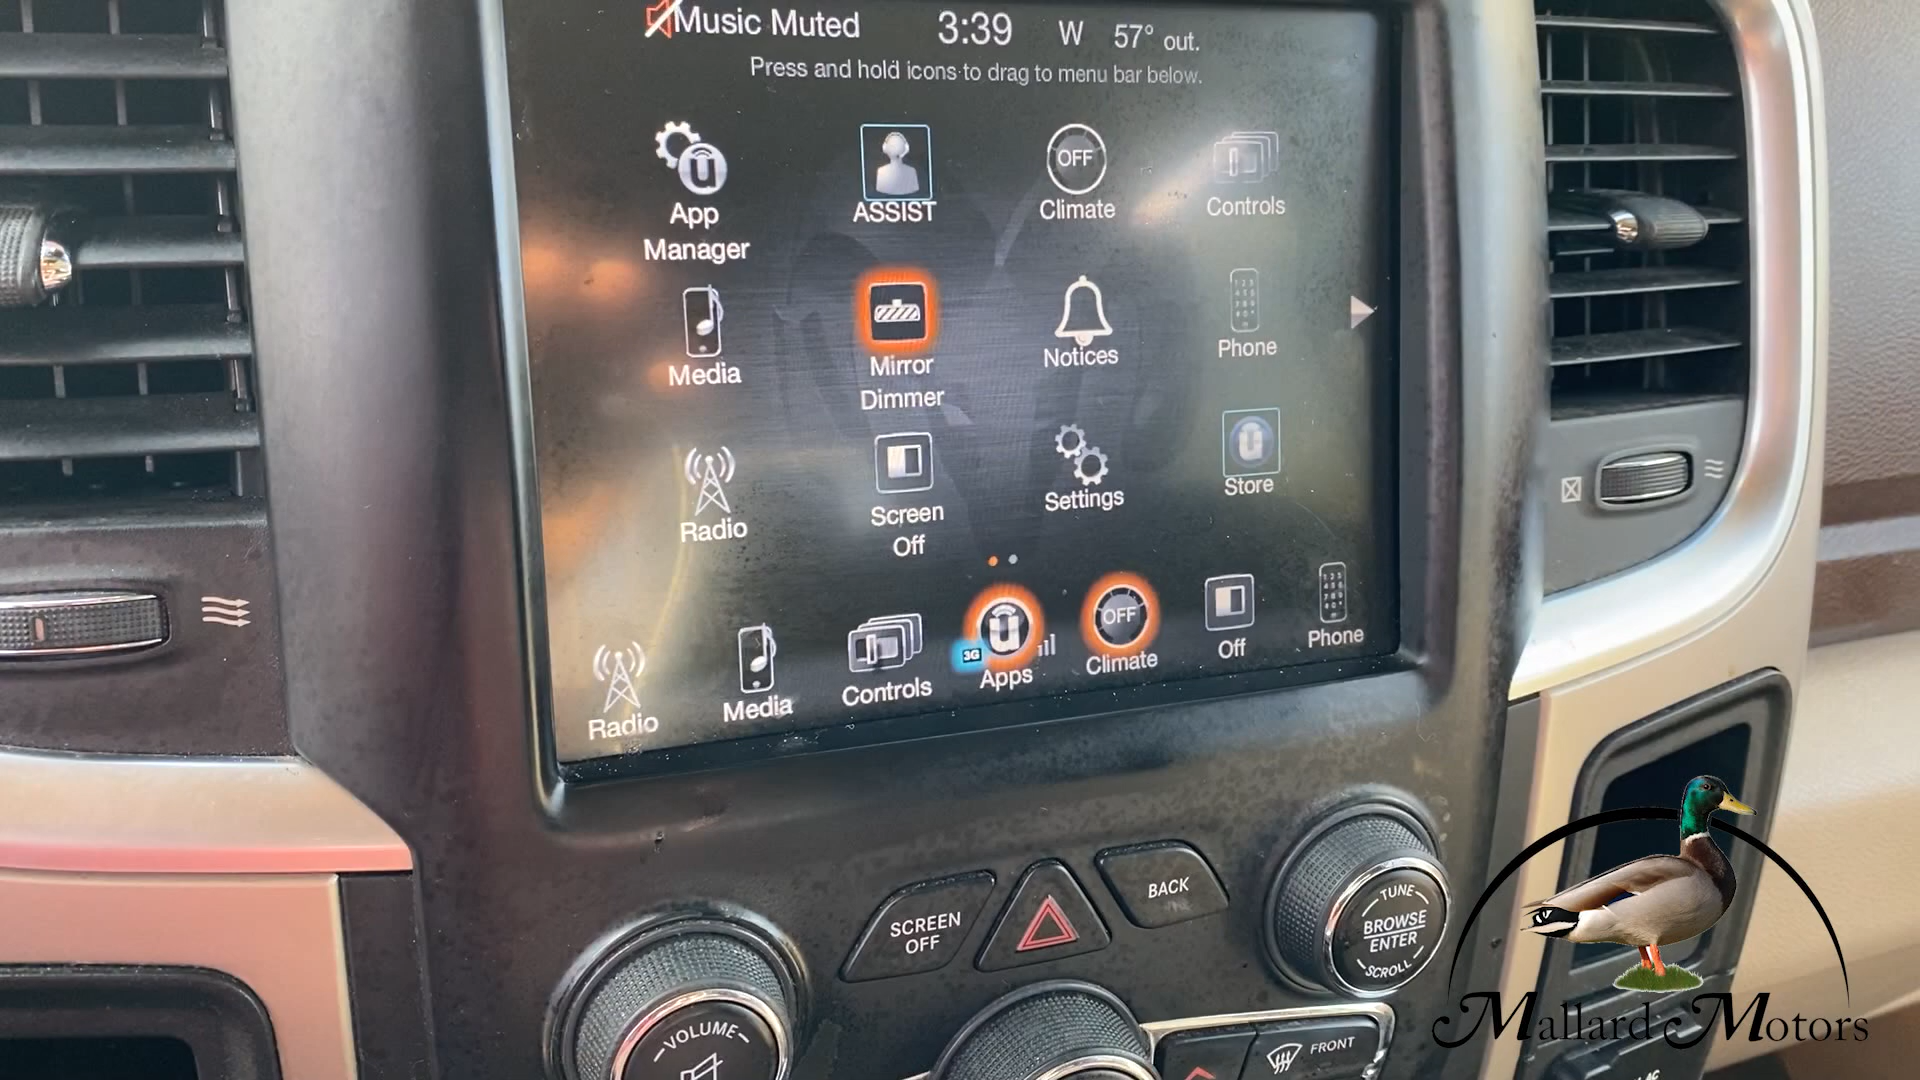 Music Muted 3:39 W 57° out.
Press and hold icons to drag to menu bar below.
App
Manager
ASSIST
OFF
Climate
Controls
Media
Mirror
Dimmer
Notices
Phone
Radio
Screen
Off
Settings
Store
Radio
Media
Controls
3G
Apps
OFF
Climate
Off
Phone
SCREEN
OFF
BACK
TUNE
BROWSE
ENTER
SCROLL
VOLUME
FRONT
AC
Mallard Motors